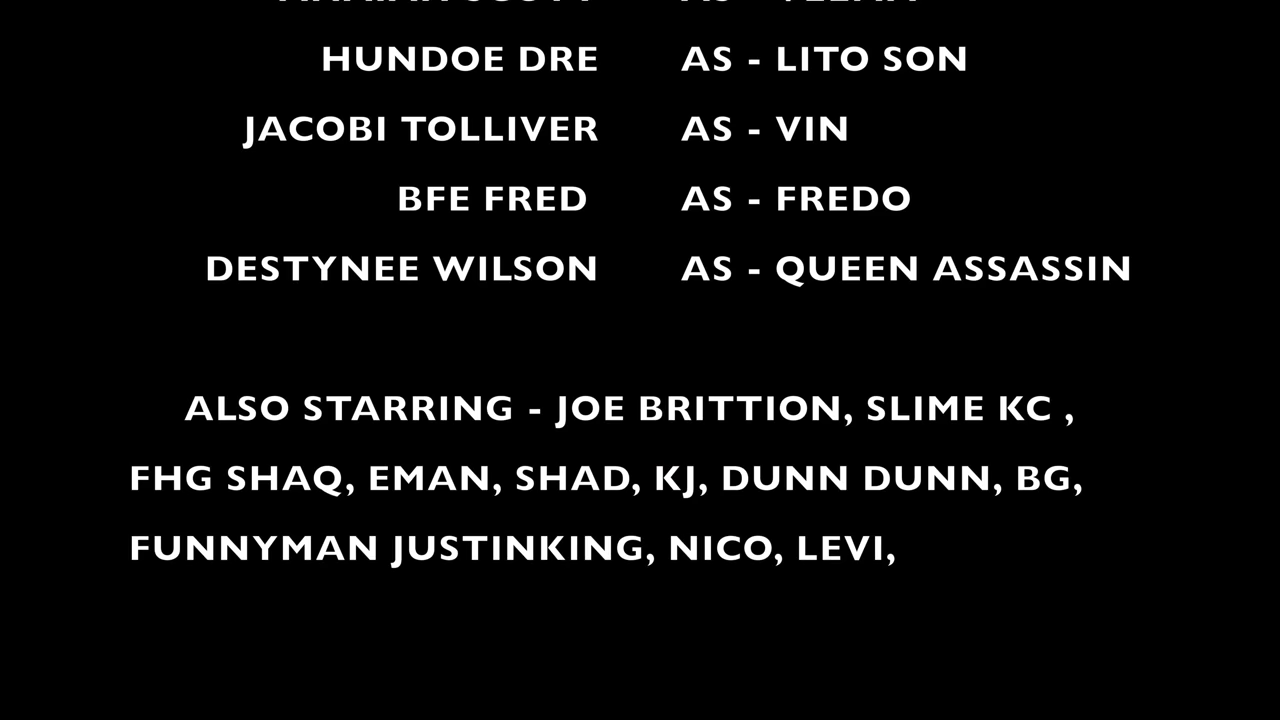 HUNDOE DRE AS - LITO SON
JACOBI TOLLIVER AS - VIN
BFE FRED AS - FREDO
DESTYNEE WILSON AS - QUEEN ASSASSIN
ALSO STARRING - JOE BRITTION, SLIME KC ,
FHG SHAQ, EMAN, SHAD, KJ, DUNN DUNN, BG,
FUNNYMAN JUSTINKING, NICO, LEVI,